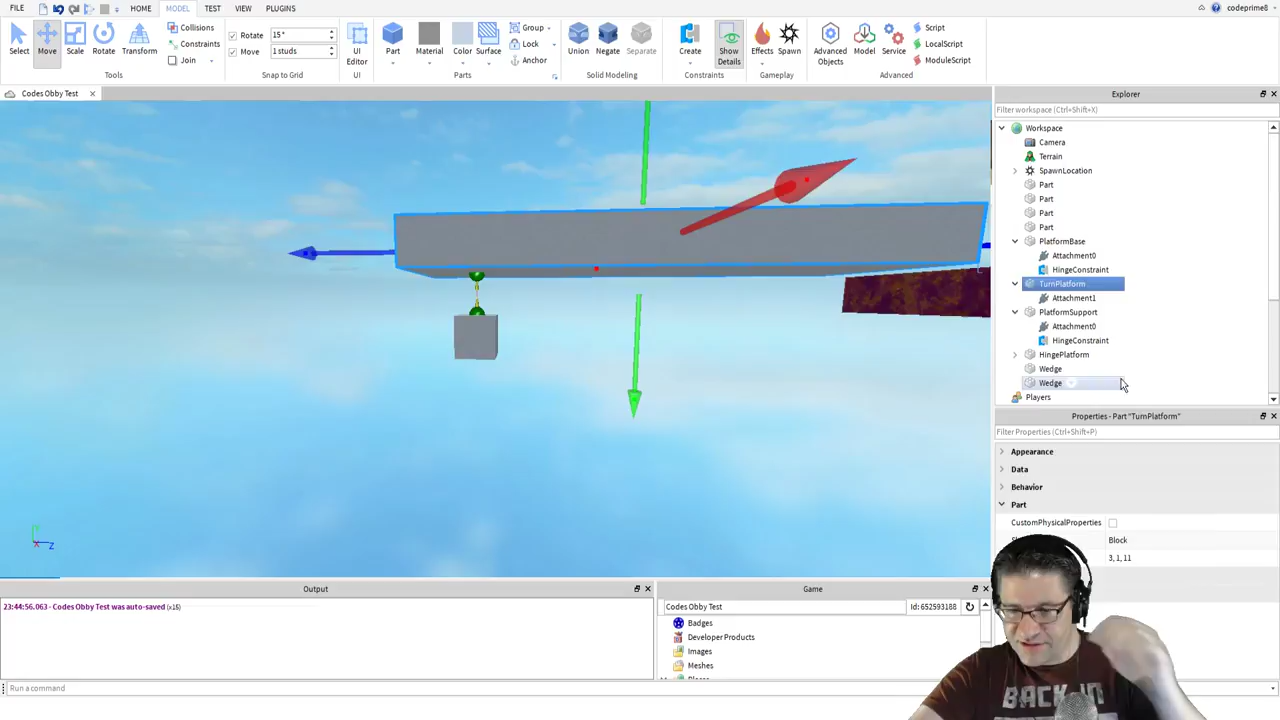 FILE HOME MODEL TEST VIEW PLUGINS codeprime8
Select Move Scale Rotate Transform
Collisions
Constraints
Join
Tools
Rotate 15°
Move 1 studs
Snap to Grid
UI Editor
UI
Part Material Color Surface
Group
Lock
Anchor
Parts
Union Negate Separate
Solid Modeling
Create Show Details
Constraints
Effects Spawn
Gameplay
Advanced Objects Model Service
Script
LocalScript
ModuleScript
Advanced
Codes Obby Test
Explorer
Filter workspace (Ctrl+Shift+X)
Workspace
Camera
Terrain
SpawnLocation
Part
Part
Part
Part
PlatformBase
Attachment0
HingeConstraint
TurnPlatform
Attachment1
PlatformSupport
Attachment0
HingeConstraint
HingePlatform
Wedge
Wedge
Players
Properties - Part "TurnPlatform"
Filter Properties (Ctrl+Shift+P)
Appearance
Data
Behavior
Part
CustomPhysicalProperties
Block
3, 1, 11
Y
X Z
Output
23:44:56.063 - Codes Obby Test was auto-saved (x15)
Game
Codes Obby Test Id: 652593188
Badges
Developer Products
Images
Meshes
Run a command
BACK IN